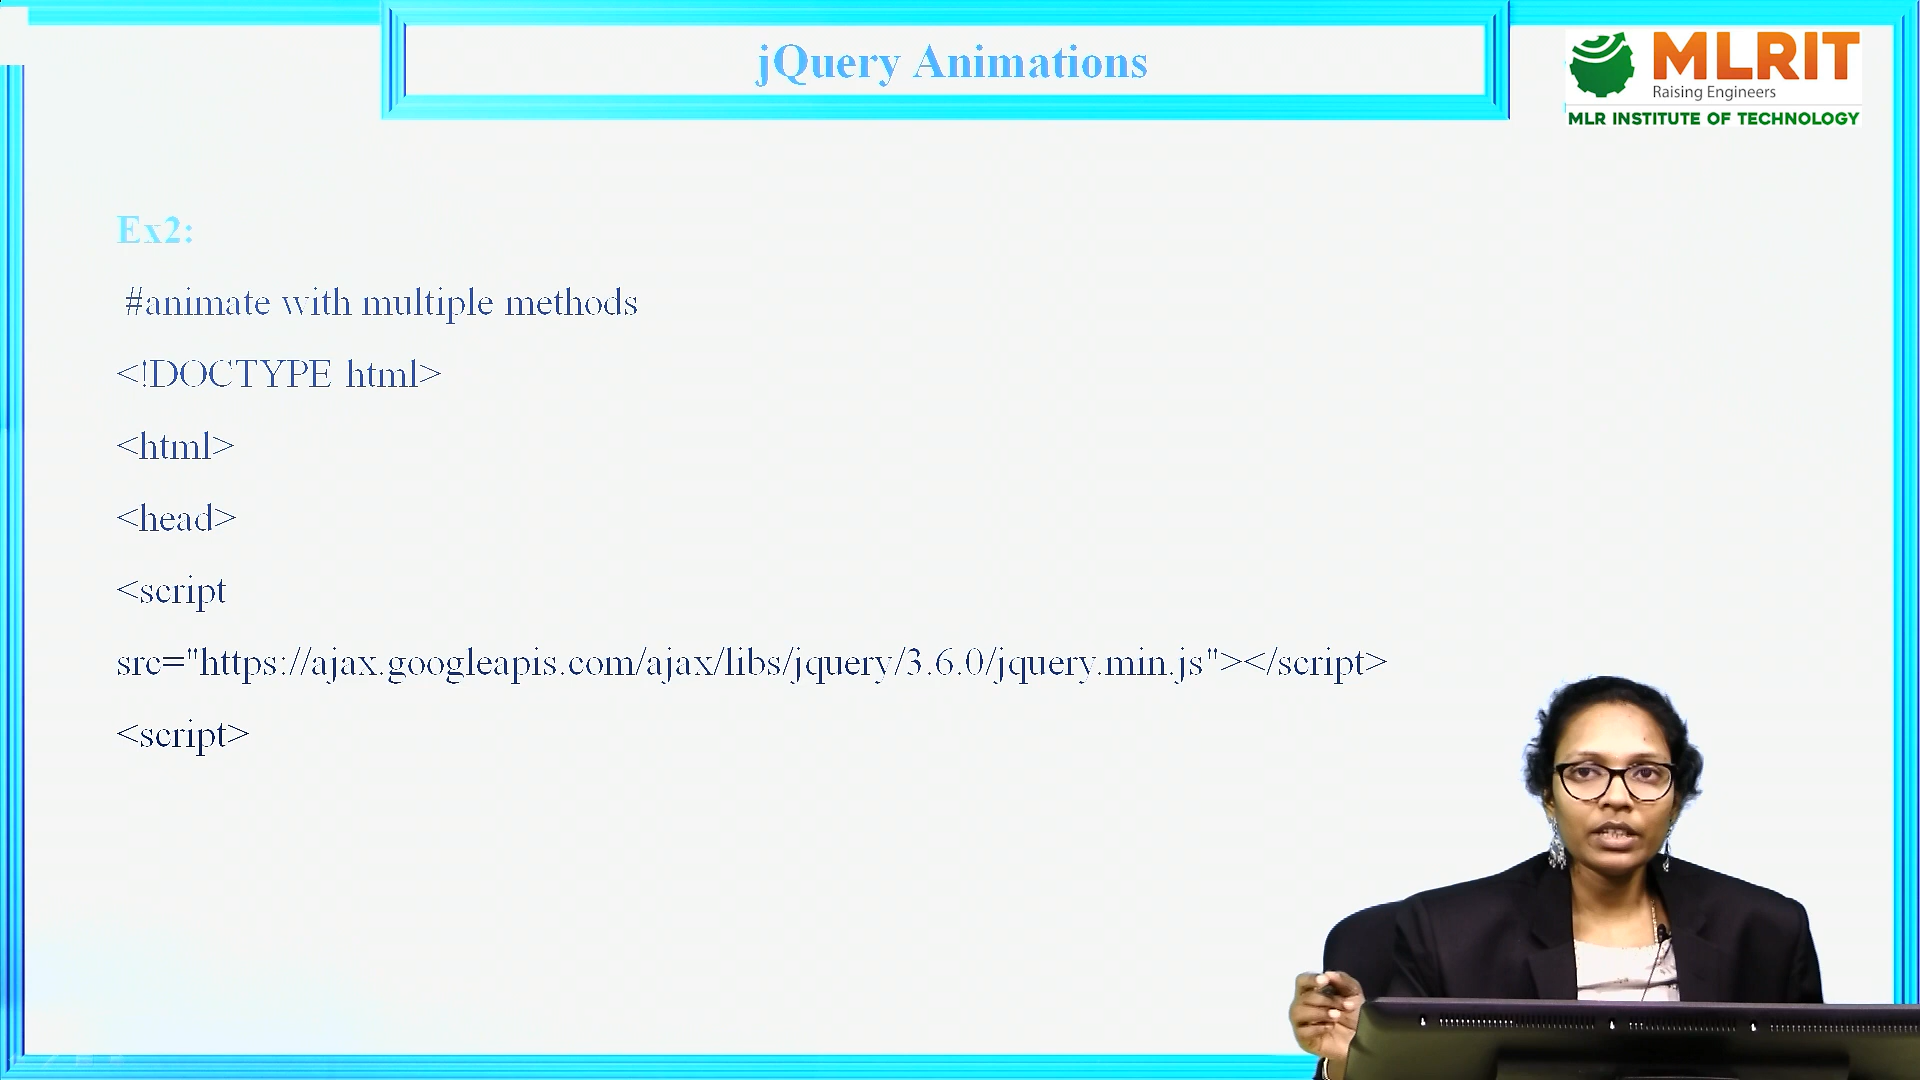 jQuery Animations
MLRIT
Raising Engineers
MLR INSTITUTE OF TECHNOLOGY
Ex2:
#animate with multiple methods
<!DOCTYPE html>
<html>
<head>
<script
src="https://ajax.googleapis.com/ajax/libs/jquery/3.6.0/jquery.min.js"></script>
<script>